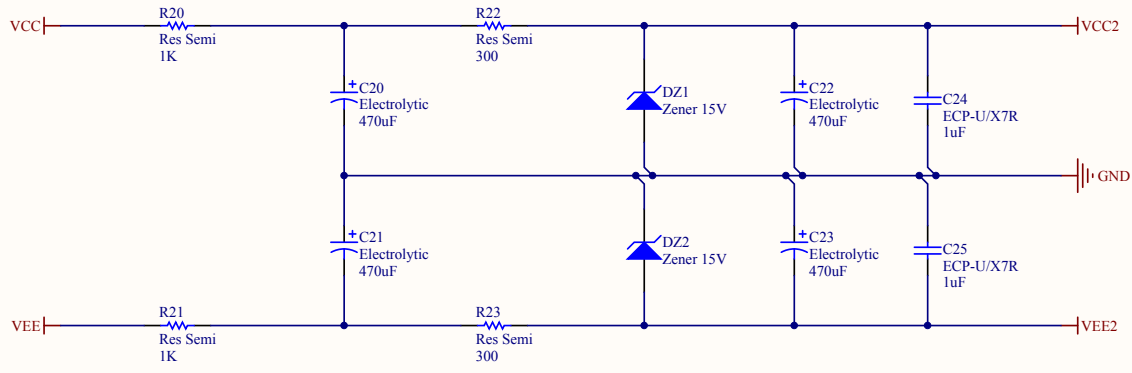 R20
Res Semi
1K
R22
Res Semi
300
VCC
VCC2
C20
Electrolytic
470uF
DZ1
Zener 15V
C22
Electrolytic
470uF
C24
ECP-U/X7R
1uF
GND
C21
Electrolytic
470uF
DZ2
Zener 15V
C23
Electrolytic
470uF
C25
ECP-U/X7R
1uF
R21
Res Semi
1K
R23
Res Semi
300
VEE
VEE2